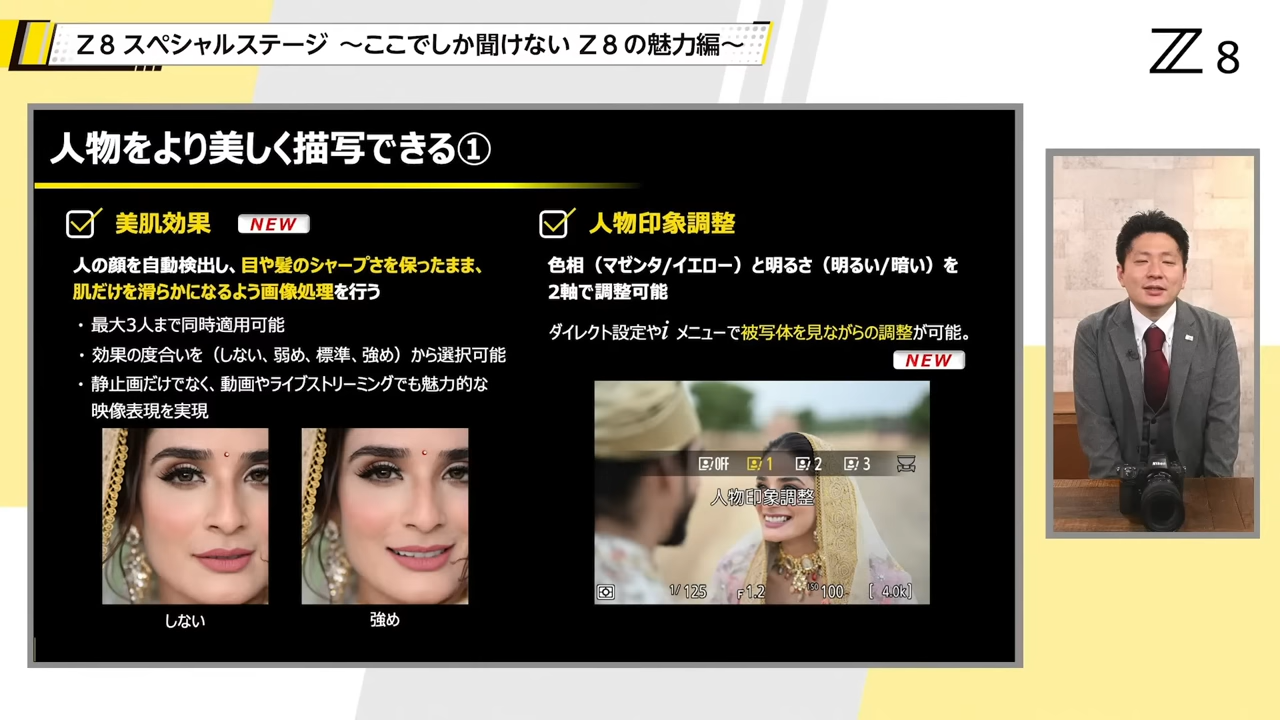 Z 8 スペシャルステージ ～ここでしか聞けない Z 8 の魅力編～
Z 8
人物をより美しく描写できる①
美肌効果 NEW
人の顔を自動検出し、目や髪のシャープさを保ったまま、
肌だけを滑らかになるよう画像処理を行う
・最大3人まで同時適用可能
・効果の度合いを（しない、弱め、標準、強め）から選択可能
・静止画だけでなく、動画やライブストリーミングでも魅力的な
映像表現を実現
しない
強め
人物印象調整
色相（マゼンタ/イエロー）と明るさ（明るい/暗い）を
2軸で調整可能
ダイレクト設定やi メニューで被写体を見ながらの調整が可能。
NEW
OFF 1 2 3
人物印象調整
1/125 F1.2 ISO 100 [ 4.0k]
Nikon